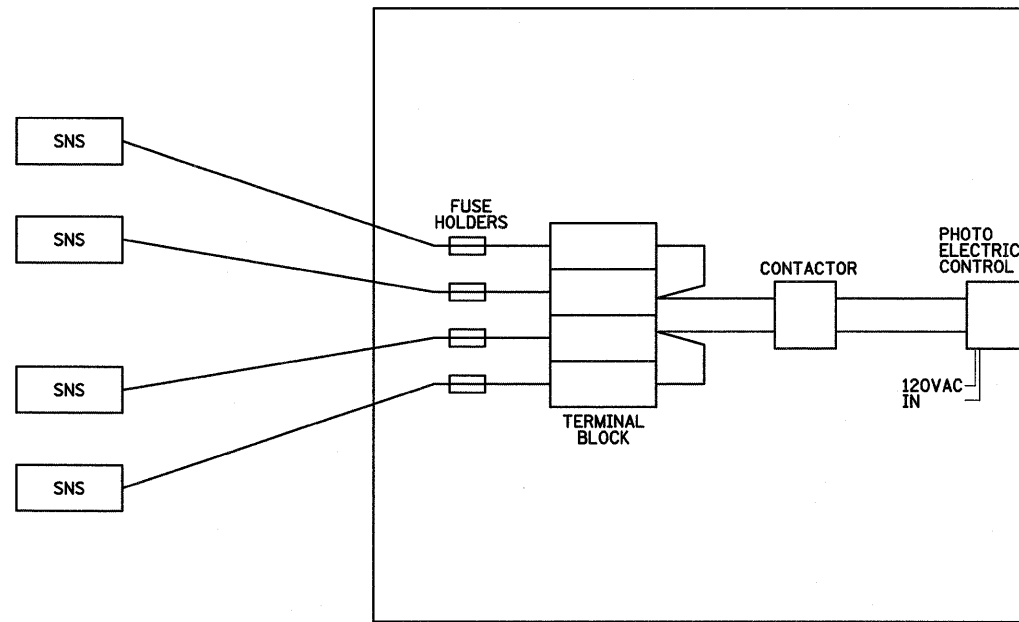 SNS
SNS
SNS
SNS
FUSE
HOLDERS
TERMINAL
BLOCK
CONTACTOR
PHOTO
ELECTRIC
CONTROL
120VAC
IN